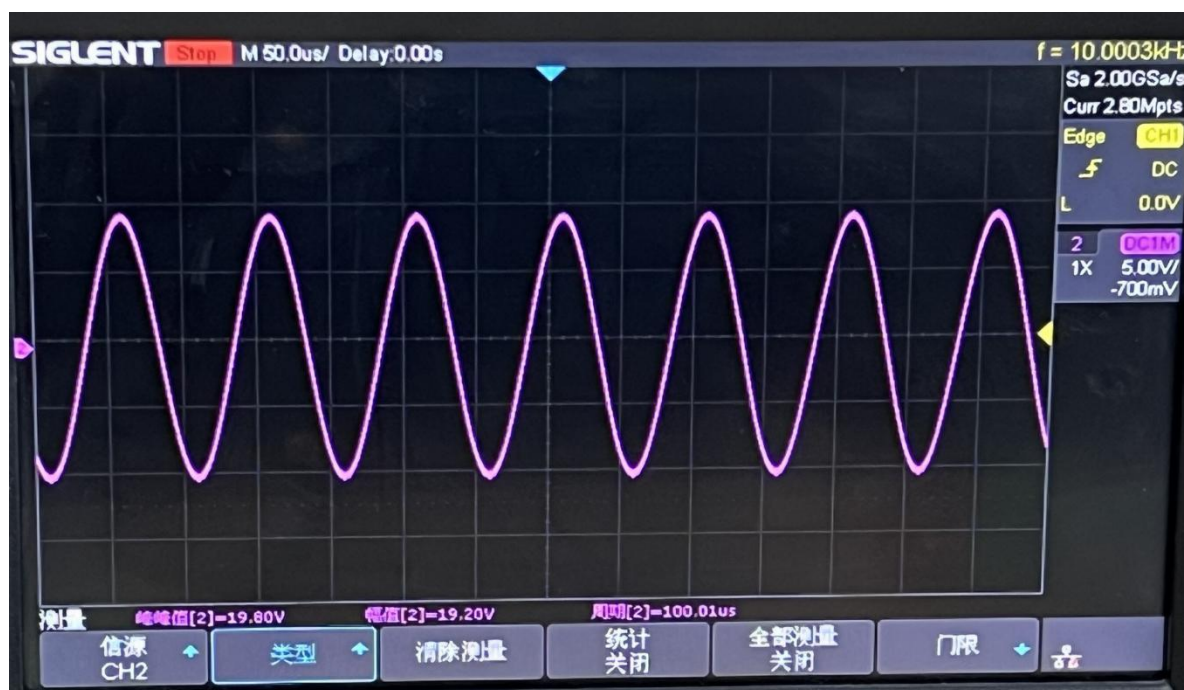 SIGLENT Stop M 50.0us/ Delay:0.00s f = 10.0003kHz
Sa 2.00GSa/s
Curr 2.80Mpts
Edge CH1
DC
L 0.0V
2 DC1M
1X 5.00V/
-700mV
2
测量 峰峰值[2]=19.80V 幅值[2]=19.20V 周期[2]=100.01us
信源
CH2
类型
清除测量
统计
关闭
全部测量
关闭
门限